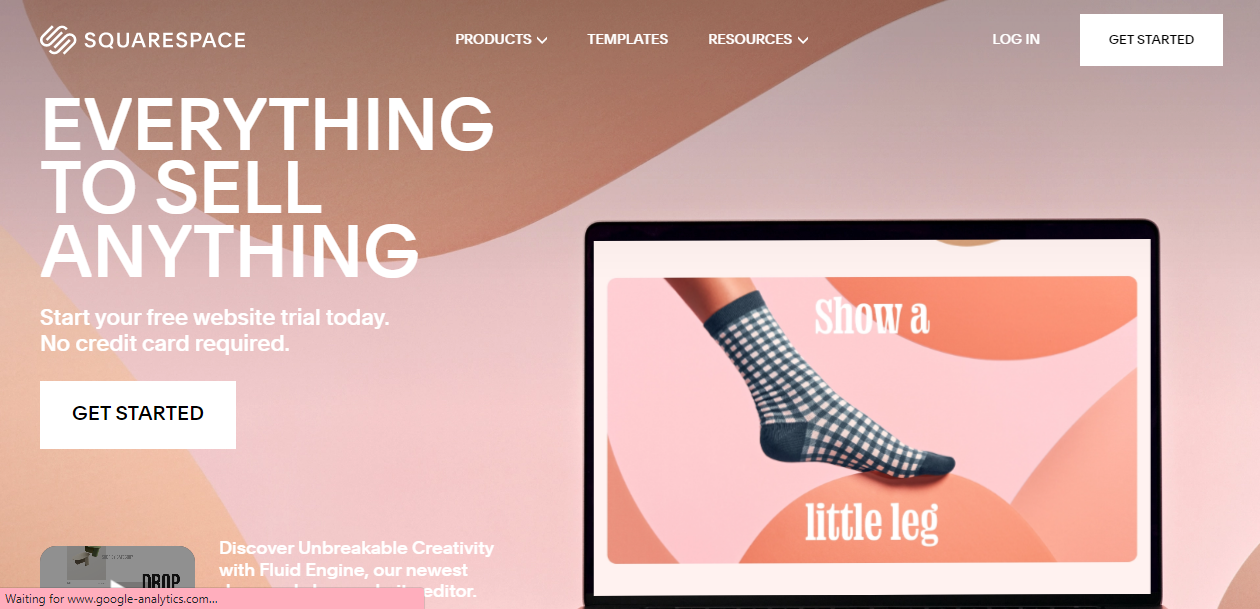 SQUARESPACE
PRODUCTS
TEMPLATES
RESOURCES
LOG IN
GET STARTED
EVERYTHING
TO SELL
ANYTHING
Start your free website trial today.
No credit card required.
GET STARTED
Show a
little leg
DROP
Discover Unbreakable Creativity
with Fluid Engine, our newest
editor.
Waiting for www.google-analytics.com...